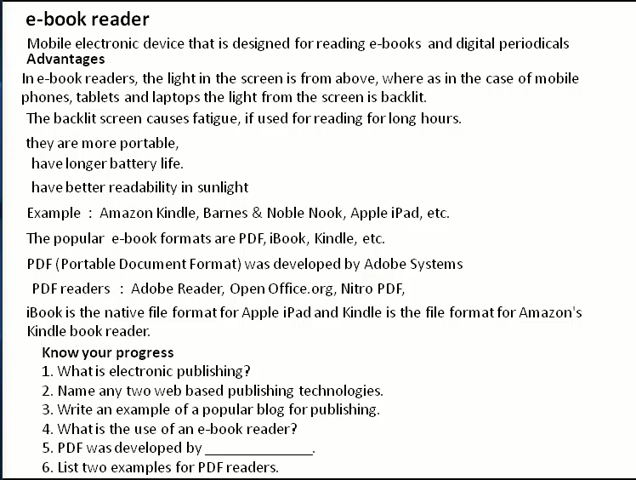 e-book reader
Mobile electronic device that is designed for reading e-books and digital periodicals
Advantages
In e-book readers, the light in the screen is from above, where as in the case of mobile
phones, tablets and laptops the light from the screen is backlit.
The backlit screen causes fatigue, if used for reading for long hours.
they are more portable,
have longer battery life.
have better readability in sunlight
Example : Amazon Kindle, Barnes & Noble Nook, Apple iPad, etc.
The popular e-book formats are PDF, iBook, Kindle, etc.
PDF (Portable Document Format) was developed by Adobe Systems
PDF readers : Adobe Reader, Open Office.org, Nitro PDF,
iBook is the native file format for Apple iPad and Kindle is the file format for Amazon's
Kindle book reader.
Know your progress
1. What is electronic publishing?
2. Name any two web based publishing technologies.
3. Write an example of a popular blog for publishing.
4. What is the use of an e-book reader?
5. PDF was developed by ______________.
6. List two examples for PDF readers.